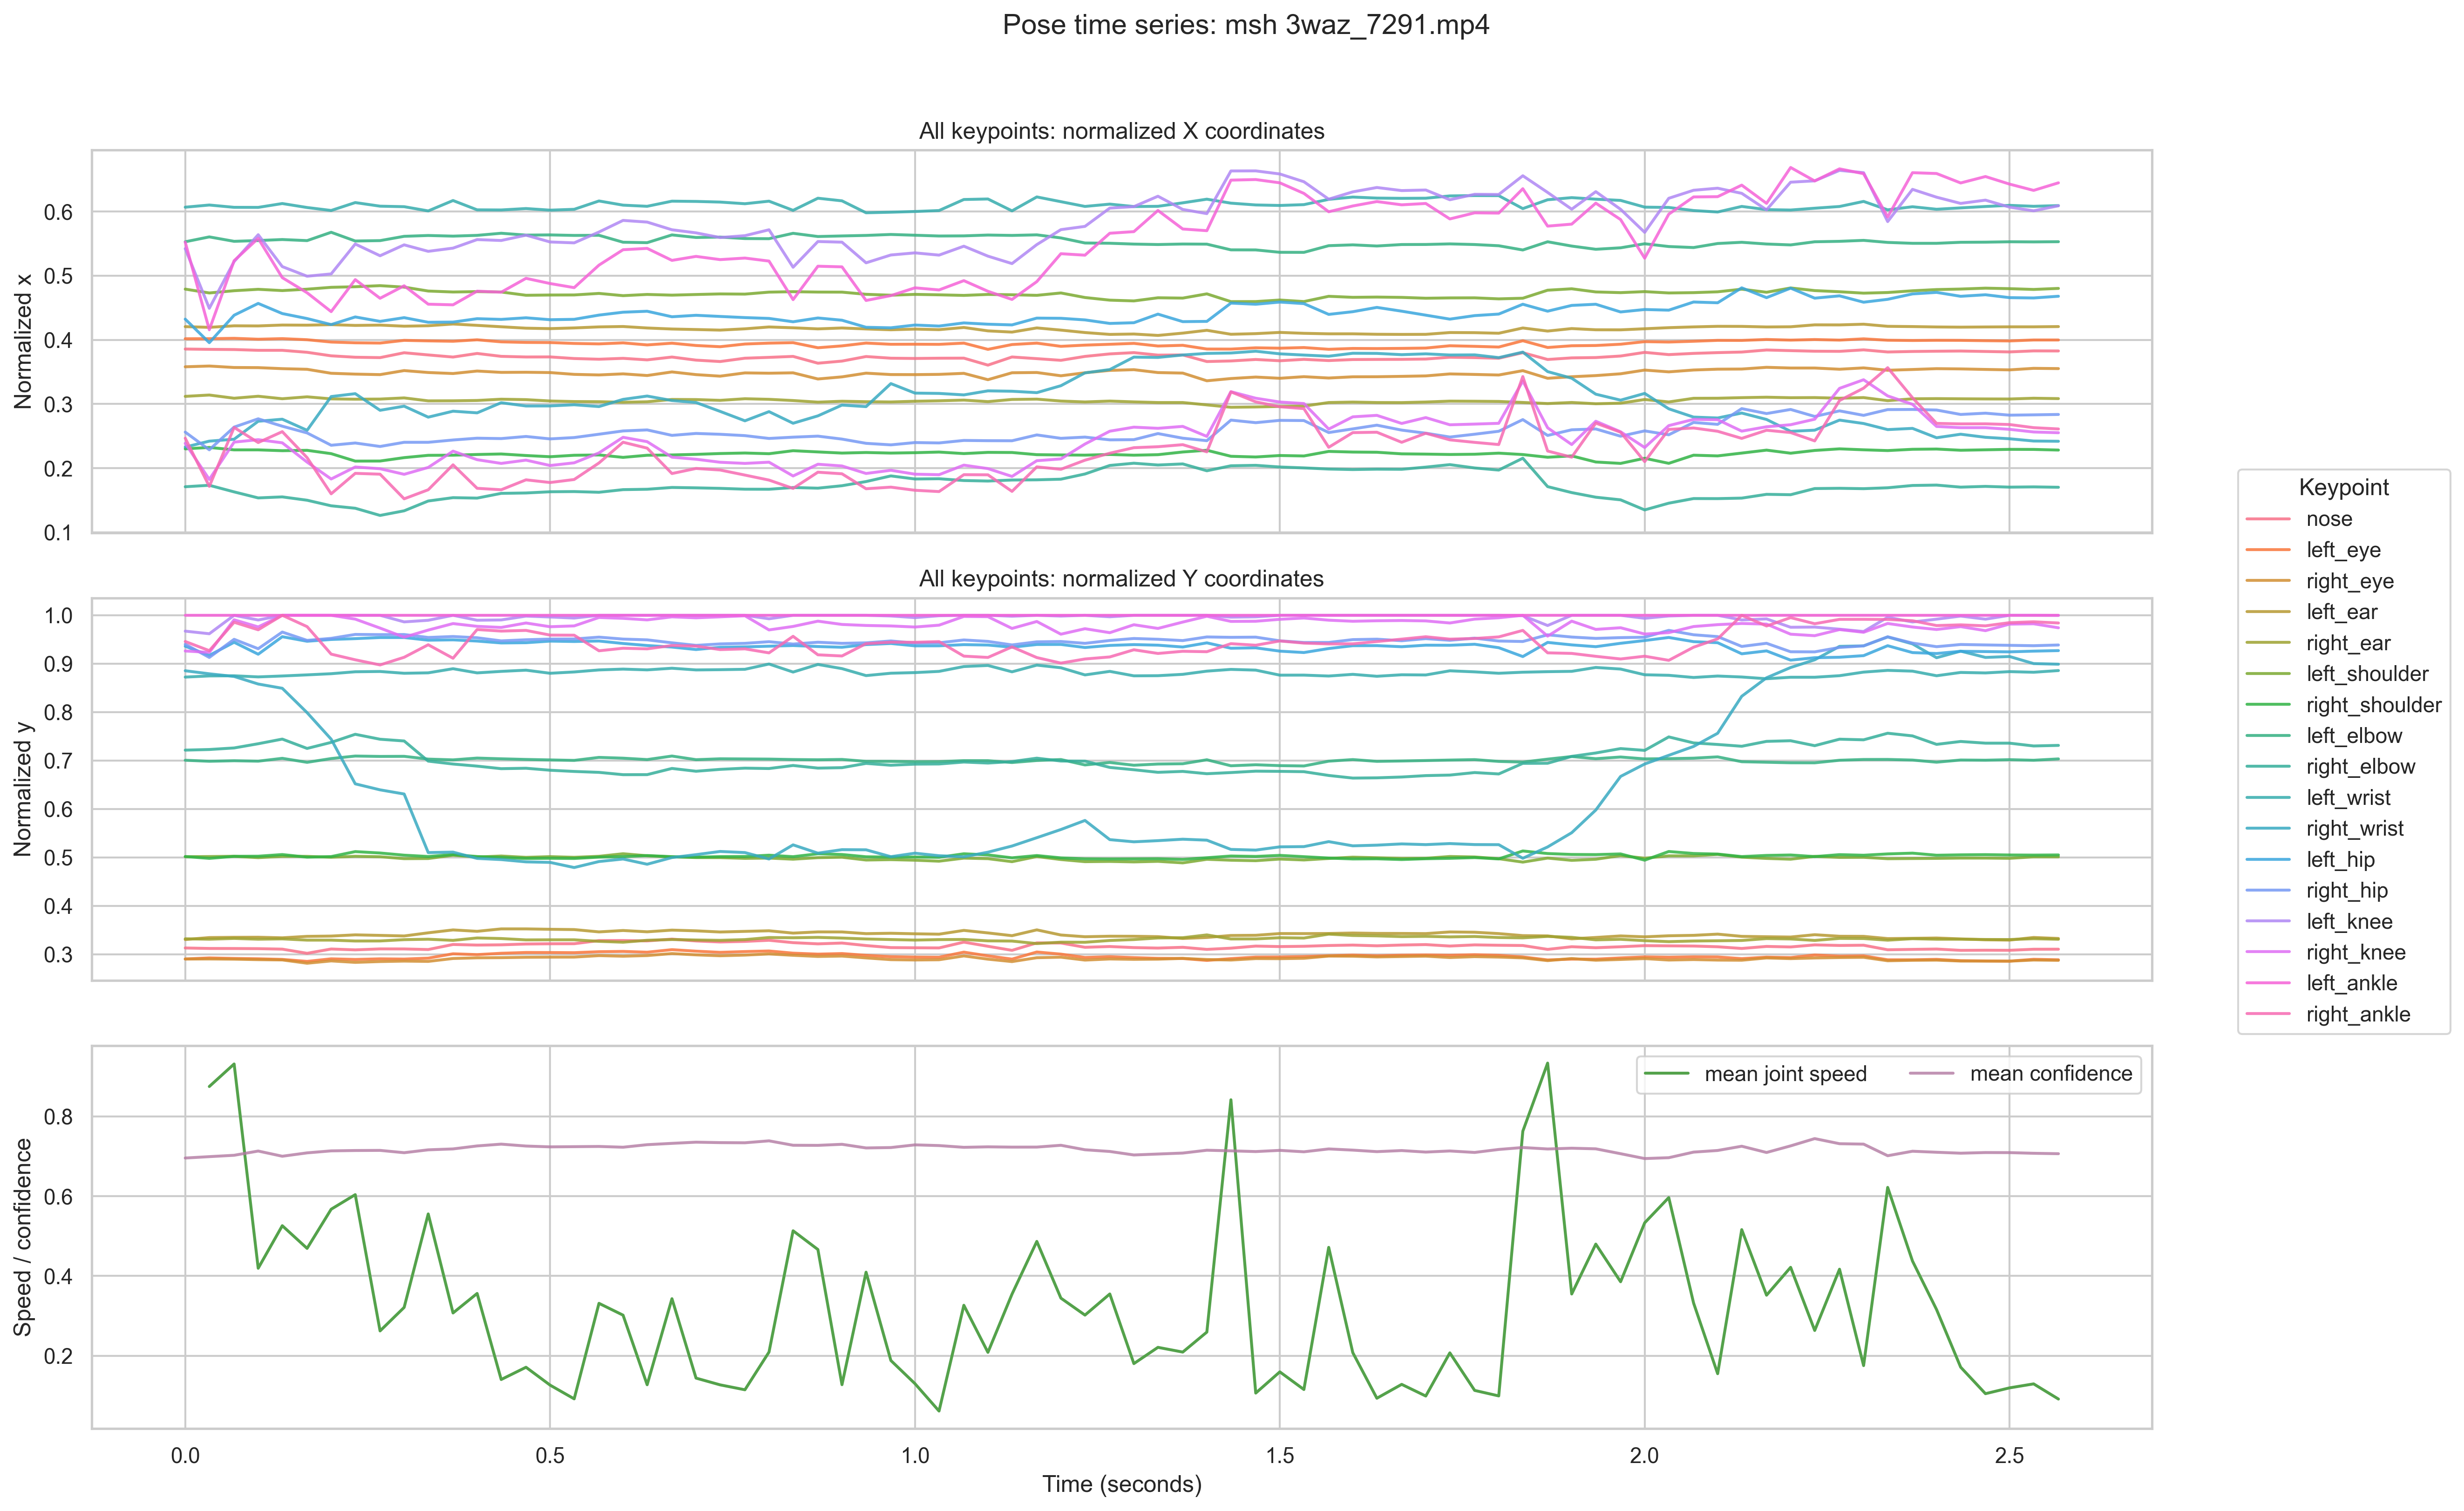 Pose time series: msh 3waz_7291.mp4
All keypoints: normalized X coordinates
Normalized x
0.6
0.5
0.4
0.3
0.2
0.1
All keypoints: normalized Y coordinates
Normalized y
1.0
0.9
0.8
0.7
0.6
0.5
0.4
0.3
Keypoint
nose
left_eye
right_eye
left_ear
right_ear
left_shoulder
right_shoulder
left_elbow
right_elbow
left_wrist
right_wrist
left_hip
right_hip
left_knee
right_knee
left_ankle
right_ankle
mean joint speed mean confidence
Speed / confidence
0.8
0.6
0.4
0.2
0.0 0.5 1.0 1.5 2.0 2.5
Time (seconds)